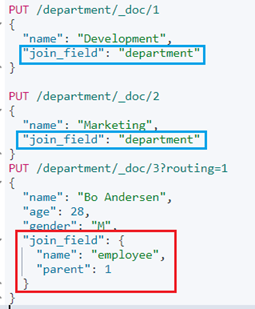 PUT /department/_doc/1
{
"name": "Development",
"join_field": "department"
}
PUT /department/_doc/2
{
"name": "Marketing",
"join_field": "department"
}
PUT /department/_doc/3?routing=1
{
"name": "Bo Andersen",
"age": 28,
"gender": "M",
"join_field": {
"name": "employee",
"parent": 1
}
}